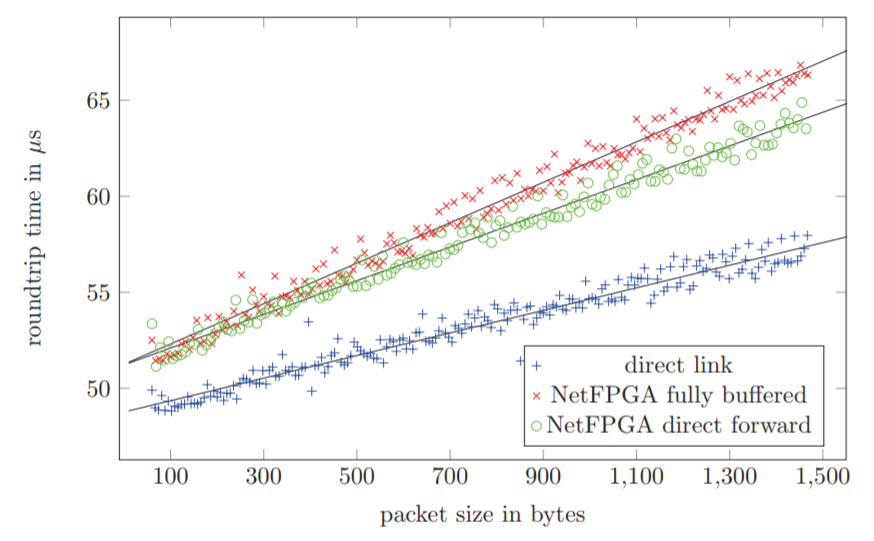 65
60
55
50
roundtrip time in μs
direct link
NetFPGA fully buffered
NetFPGA direct forward
100 300 500 700 900 1,100 1,300 1,500
packet size in bytes